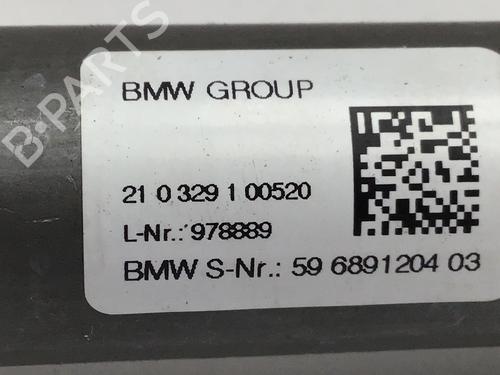 B-PARTS
BMW GROUP
21 0 329 1 00520
L-Nr.: 978889
BMW S-Nr.: 59 6891204 03